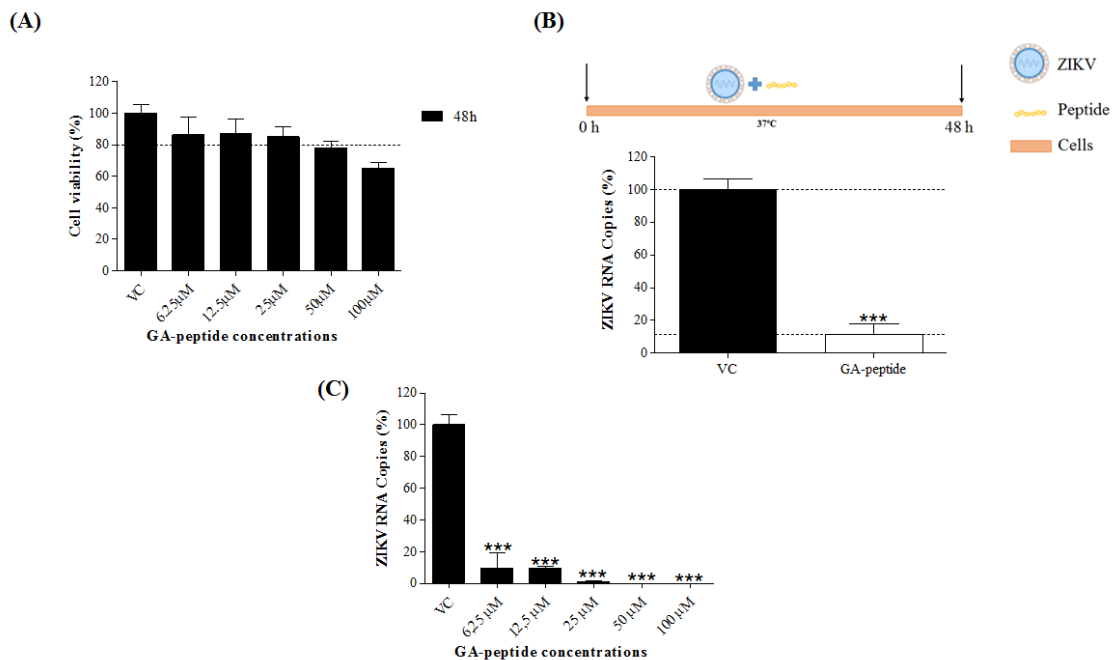 (A)
Cell viability (%)
120
100
80
60
40
20
0
VC
6,25µM
12.5µM
25µM
50µM
100µM
GA-peptide concentrations
48h
(B)
0 h
37ºC
48 h
ZIKV
Peptide
Cells
ZIKV RNA Copies (%)
120
100
80
60
40
20
0
***
VC
GA-peptide
(C)
ZIKV RNA Copies (%)
120
100
80
60
40
20
0
***
***
***
***
***
VC
6,25 µM
12,5 µM
25 µM
50 µM
100 µM
GA-peptide concentrations